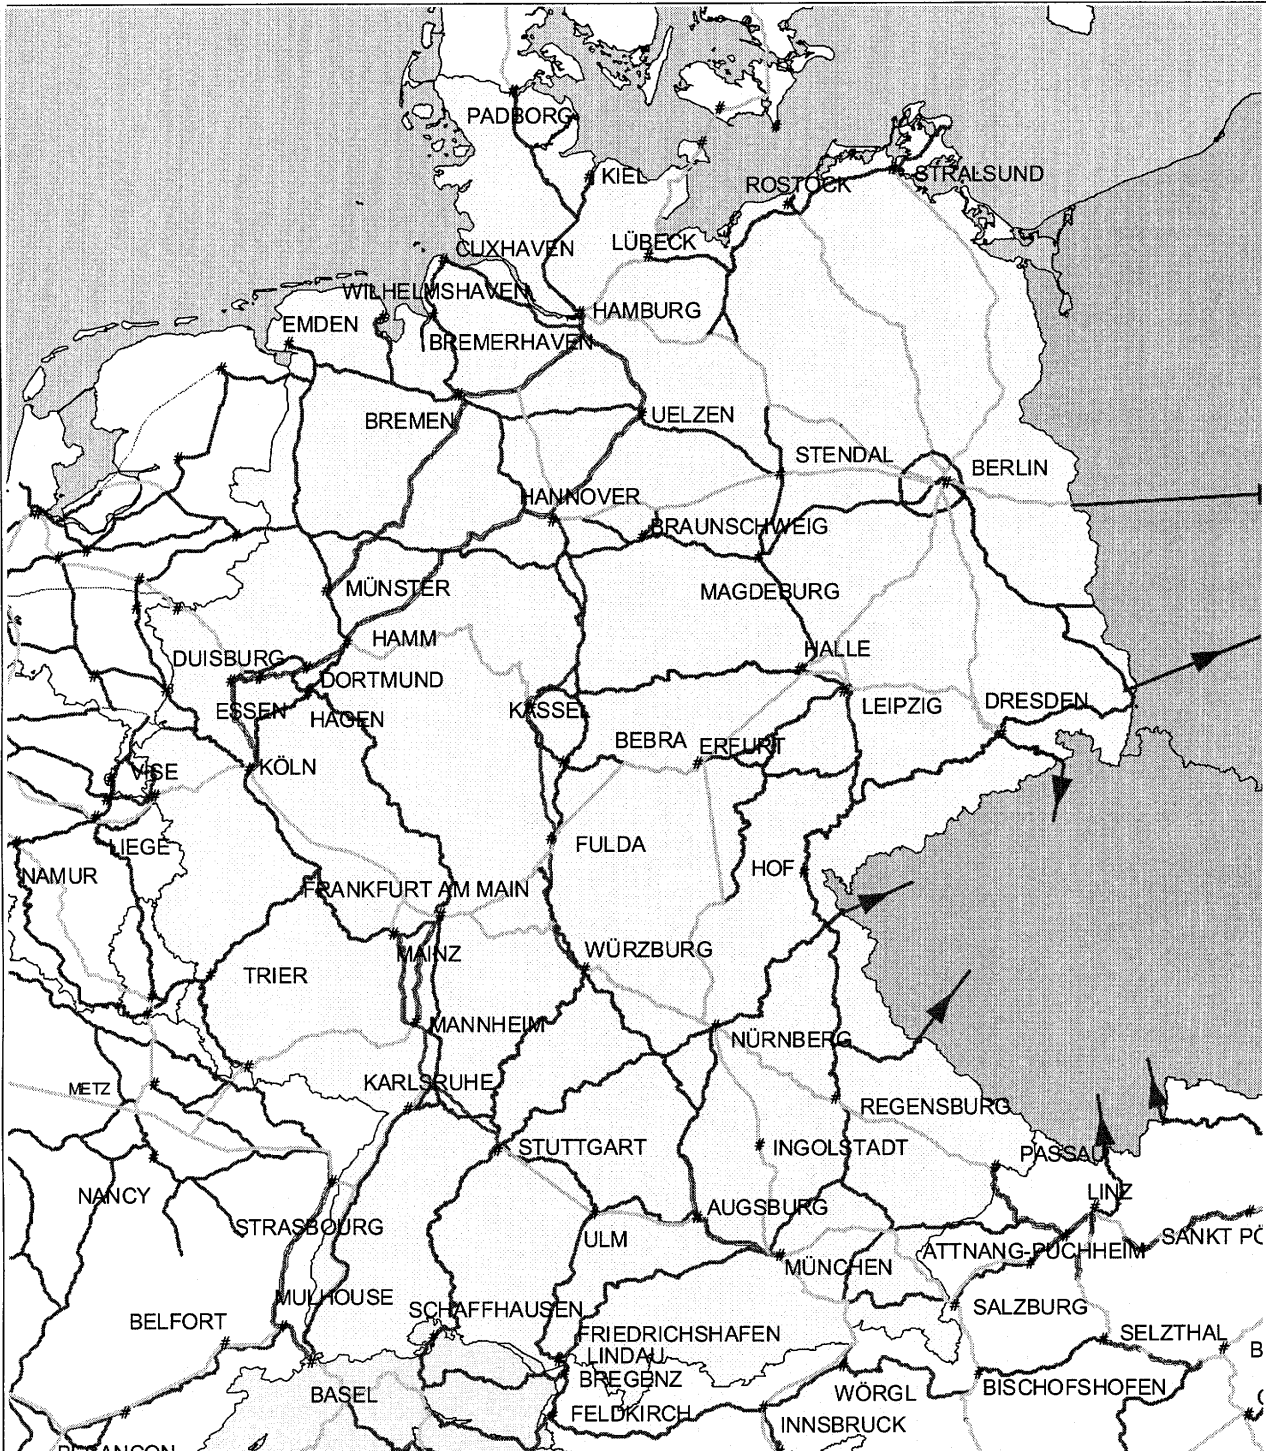 PADBORG
KIEL
STRALSUND
ROSTOCK
LÜBECK
CUXHAVEN
WILHELMSHAVEN
HAMBURG
EMDEN
BREMERHAVEN
BREMEN
UELZEN
STENDAL
BERLIN
HANNOVER
BRAUNSCHWEIG
MÜNSTER
MAGDEBURG
HAMM
HALLE
DUISBURG
DORTMUND
ESSEN
HAGEN
KASSEL
LEIPZIG
DRESDEN
BEBRA
ERFURT
VISE
KÖLN
LIEGE
FULDA
HOF
NAMUR
FRANKFURT AM MAIN
MAINZ
WÜRZBURG
TRIER
MANNHEIM
NÜRNBERG
METZ
KARLSRUHE
REGENSBURG
STUTTGART
INGOLSTADT
PASSAU
NANCY
LINZ
STRASBOURG
AUGSBURG
ULM
ATTNANG-PUCHHEIM
SANKT PÖ
MÜNCHEN
MULHOUSE
SCHAFFHAUSEN
SALZBURG
BELFORT
FRIEDRICHSHAFEN
SELZTHAL
LINDAU
B
BASEL
BREGENZ
WÖRGL
BISCHOFSHOFEN
FELDKIRCH
INNSBRUCK
BESANCON